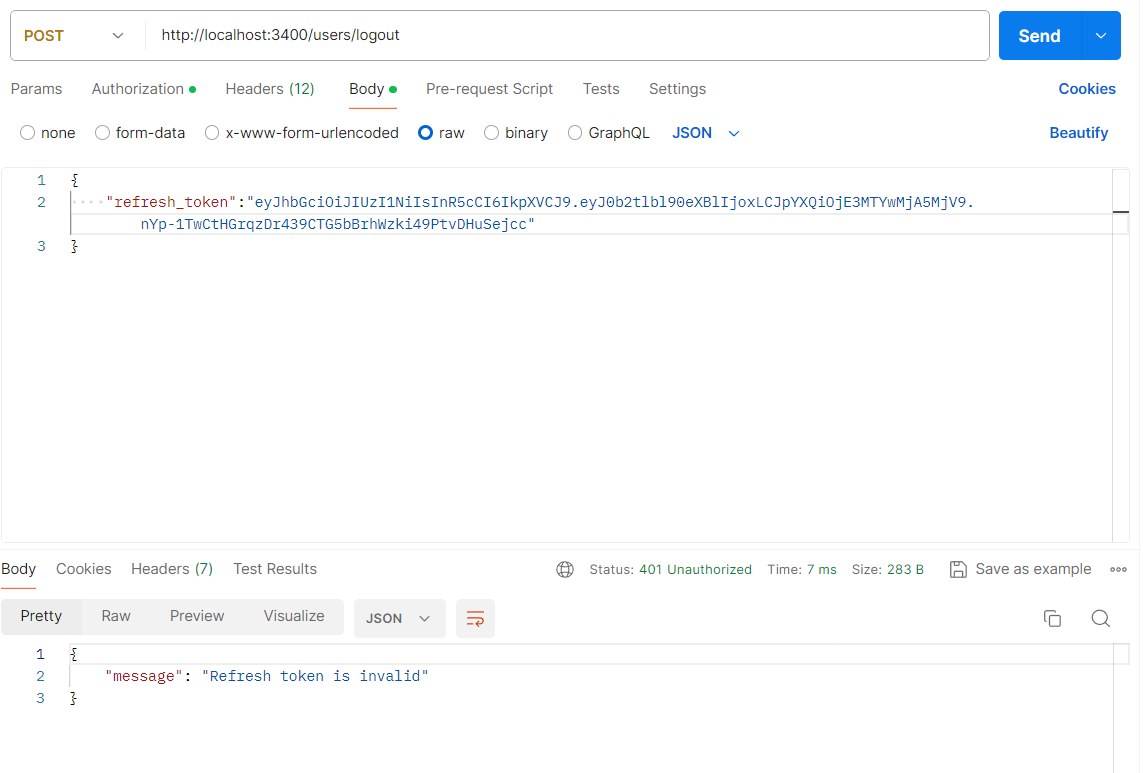 POST http://localhost:3400/users/logout Send
Params Authorization Headers (12) Body Pre-request Script Tests Settings Cookies
none form-data x-www-form-urlencoded raw binary GraphQL JSON Beautify
1 {
2 "refresh_token":"eyJhbGciOiJIUzI1NiIsInR5cCI6IkpXVCJ9.eyJ0b2tlbl90eXBlIjoxLCJpYXQiOjE3MTYwMjA5MjV9.
nYp-1TwCtHGrqzDr439CTG5bBrhWzki49PtvDHuSejcc"
3 }
Body Cookies Headers (7) Test Results Status: 401 Unauthorized Time: 7 ms Size: 283 B Save as example
Pretty Raw Preview Visualize JSON
1 {
2 "message": "Refresh token is invalid"
3 }